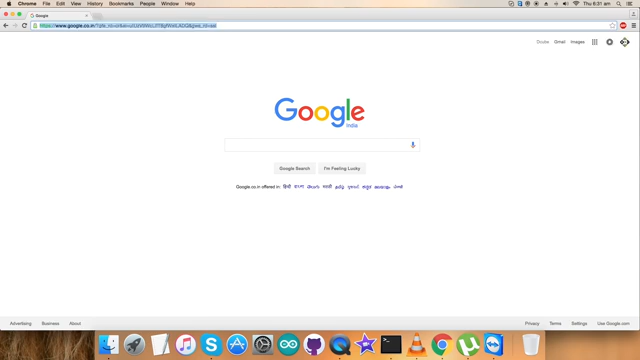 Chrome File Edit View History Bookmarks People Window Help
Thu 8:31 am
Google
Gmail Images
Google
India
Google Search I'm Feeling Lucky
Google.co.in offered in: हिन्दी বাংলা తెలుగు मराठी தமிழ் ગુજરાતી ಕನ್ನಡ മലയാളം ਪੰਜਾਬੀ
Advertising Business About
Privacy Terms Settings Use Google.com